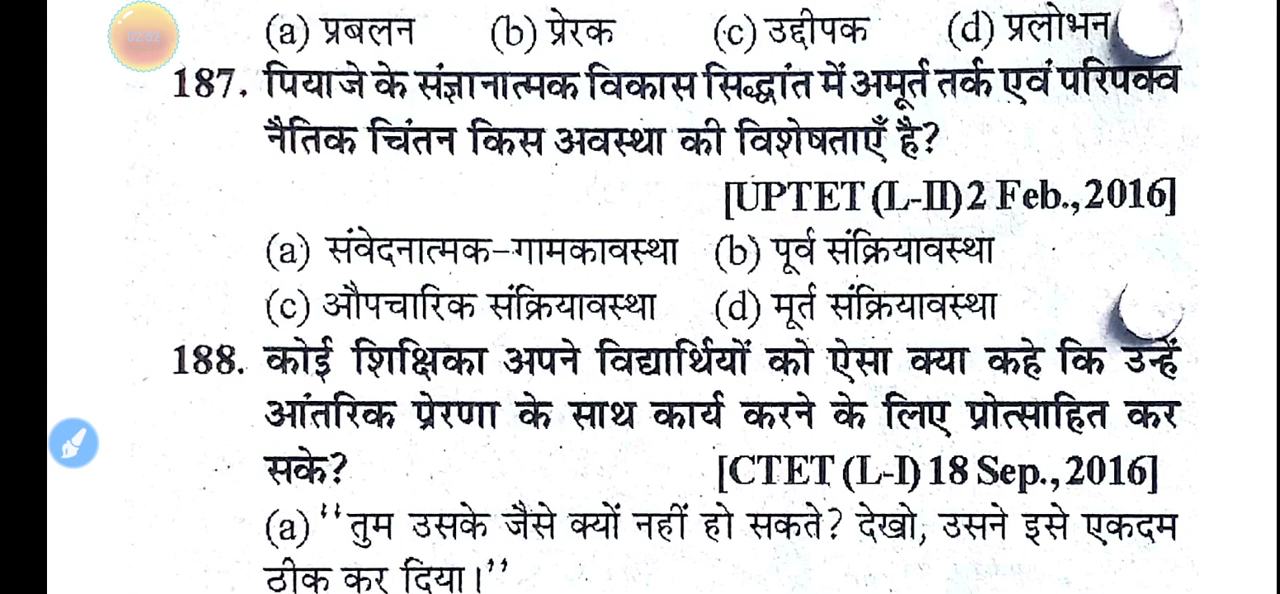 02:52
(a) प्रबलन (b) प्रेरक (c) उद्दीपक (d) प्रलोभन
187. पियाजे के संज्ञानात्मक विकास सिद्धांत में अमूर्त तर्क एवं परिपक्व
नैतिक चिंतन किस अवस्था की विशेषताएँ है?
[UPTET (L-II) 2 Feb., 2016]
(a) संवेदनात्मक-गामकावस्था (b) पूर्व संक्रियावस्था
(c) औपचारिक संक्रियावस्था (d) मूर्त संक्रियावस्था
188. कोई शिक्षिका अपने विद्यार्थियों को ऐसा क्या कहे कि उन्हें
आंतरिक प्रेरणा के साथ कार्य करने के लिए प्रोत्साहित कर
सके? [CTET (L-I) 18 Sep., 2016]
(a) ‘‘तुम उसके जैसे क्यों नहीं हो सकते? देखो, उसने इसे एकदम
ठीक कर दिया।’’